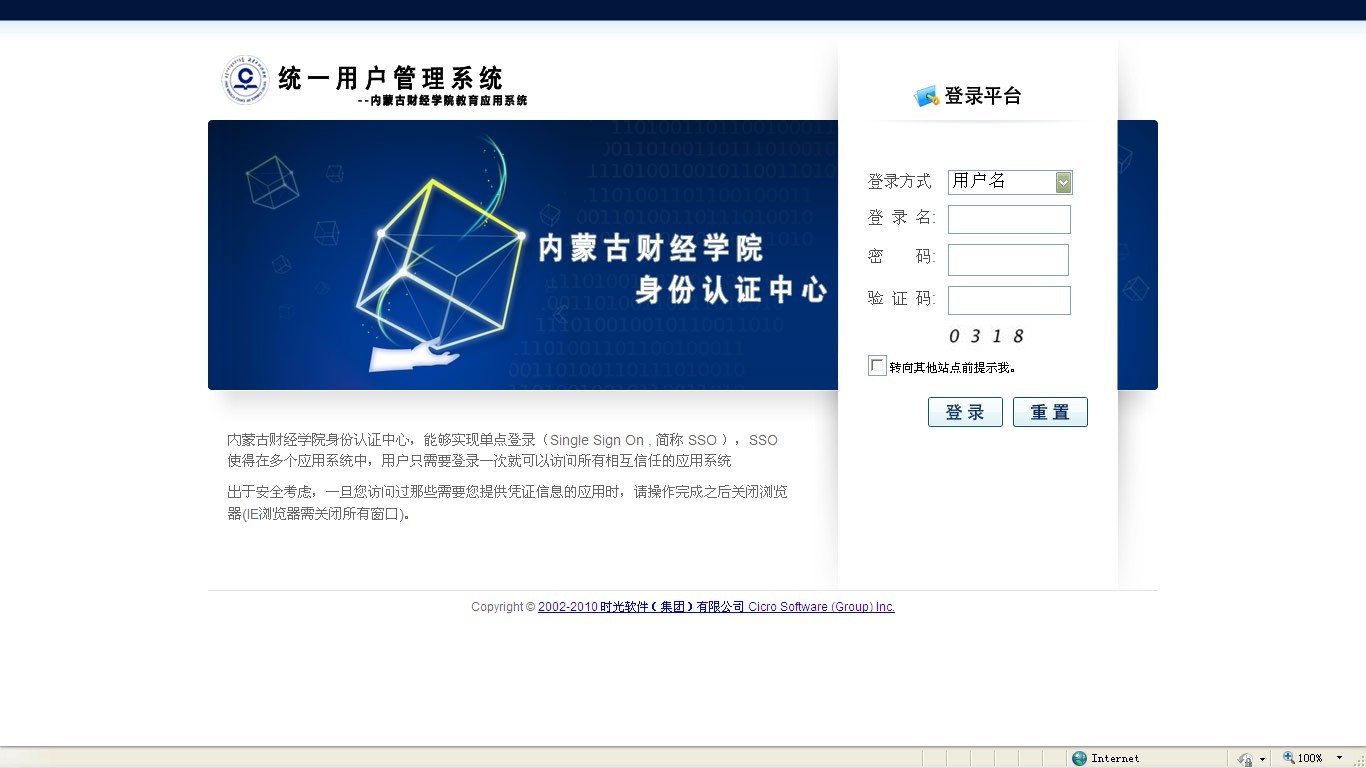 统一用户管理系统
--内蒙古财经学院教育应用系统
登录平台
内蒙古财经学院
身份认证中心
登录方式 用户名
登 录 名:
密 码:
验 证 码:
0 3 1 8
转向其他站点前提示我。
登 录 重 置
内蒙古财经学院身份认证中心，能够实现单点登录（Single Sign On , 简称 SSO ），SSO
使得在多个应用系统中，用户只需要登录一次就可以访问所有相互信任的应用系统
出于安全考虑，一旦您访问过那些需要您提供凭证信息的应用时，请操作完成之后关闭浏览
器(IE浏览器需关闭所有窗口)。
Copyright © 2002-2010 时光软件（集团）有限公司 Cicro Software (Group) Inc.
Internet 100%